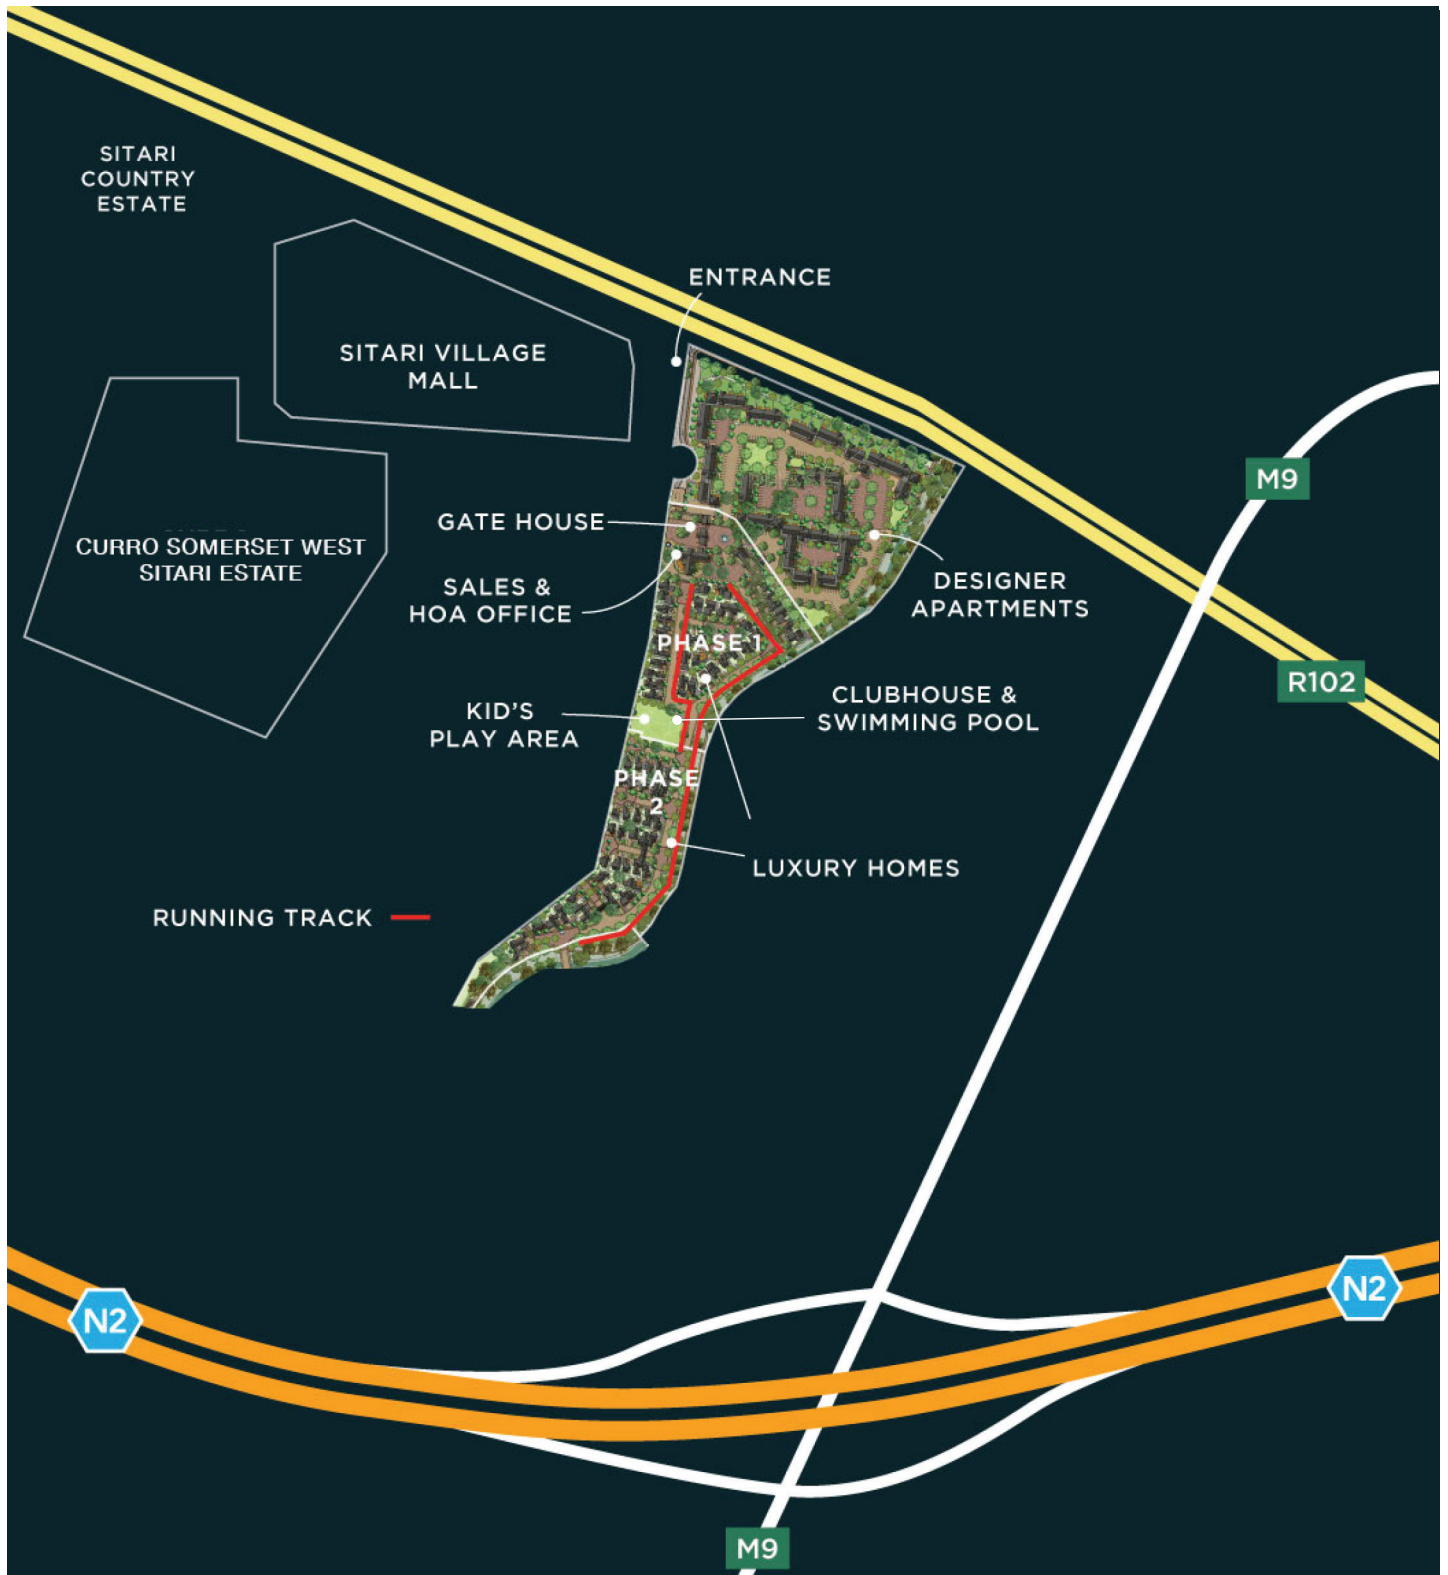 SITARI
COUNTRY
ESTATE
ENTRANCE
SITARI VILLAGE
MALL
M9
CURRO SOMERSET WEST
SITARI ESTATE
GATE HOUSE
SALES &
HOA OFFICE
DESIGNER
APARTMENTS
PHASE 1
R102
KID'S
PLAY AREA
CLUBHOUSE &
SWIMMING POOL
PHASE
2
LUXURY HOMES
RUNNING TRACK
N2
N2
M9